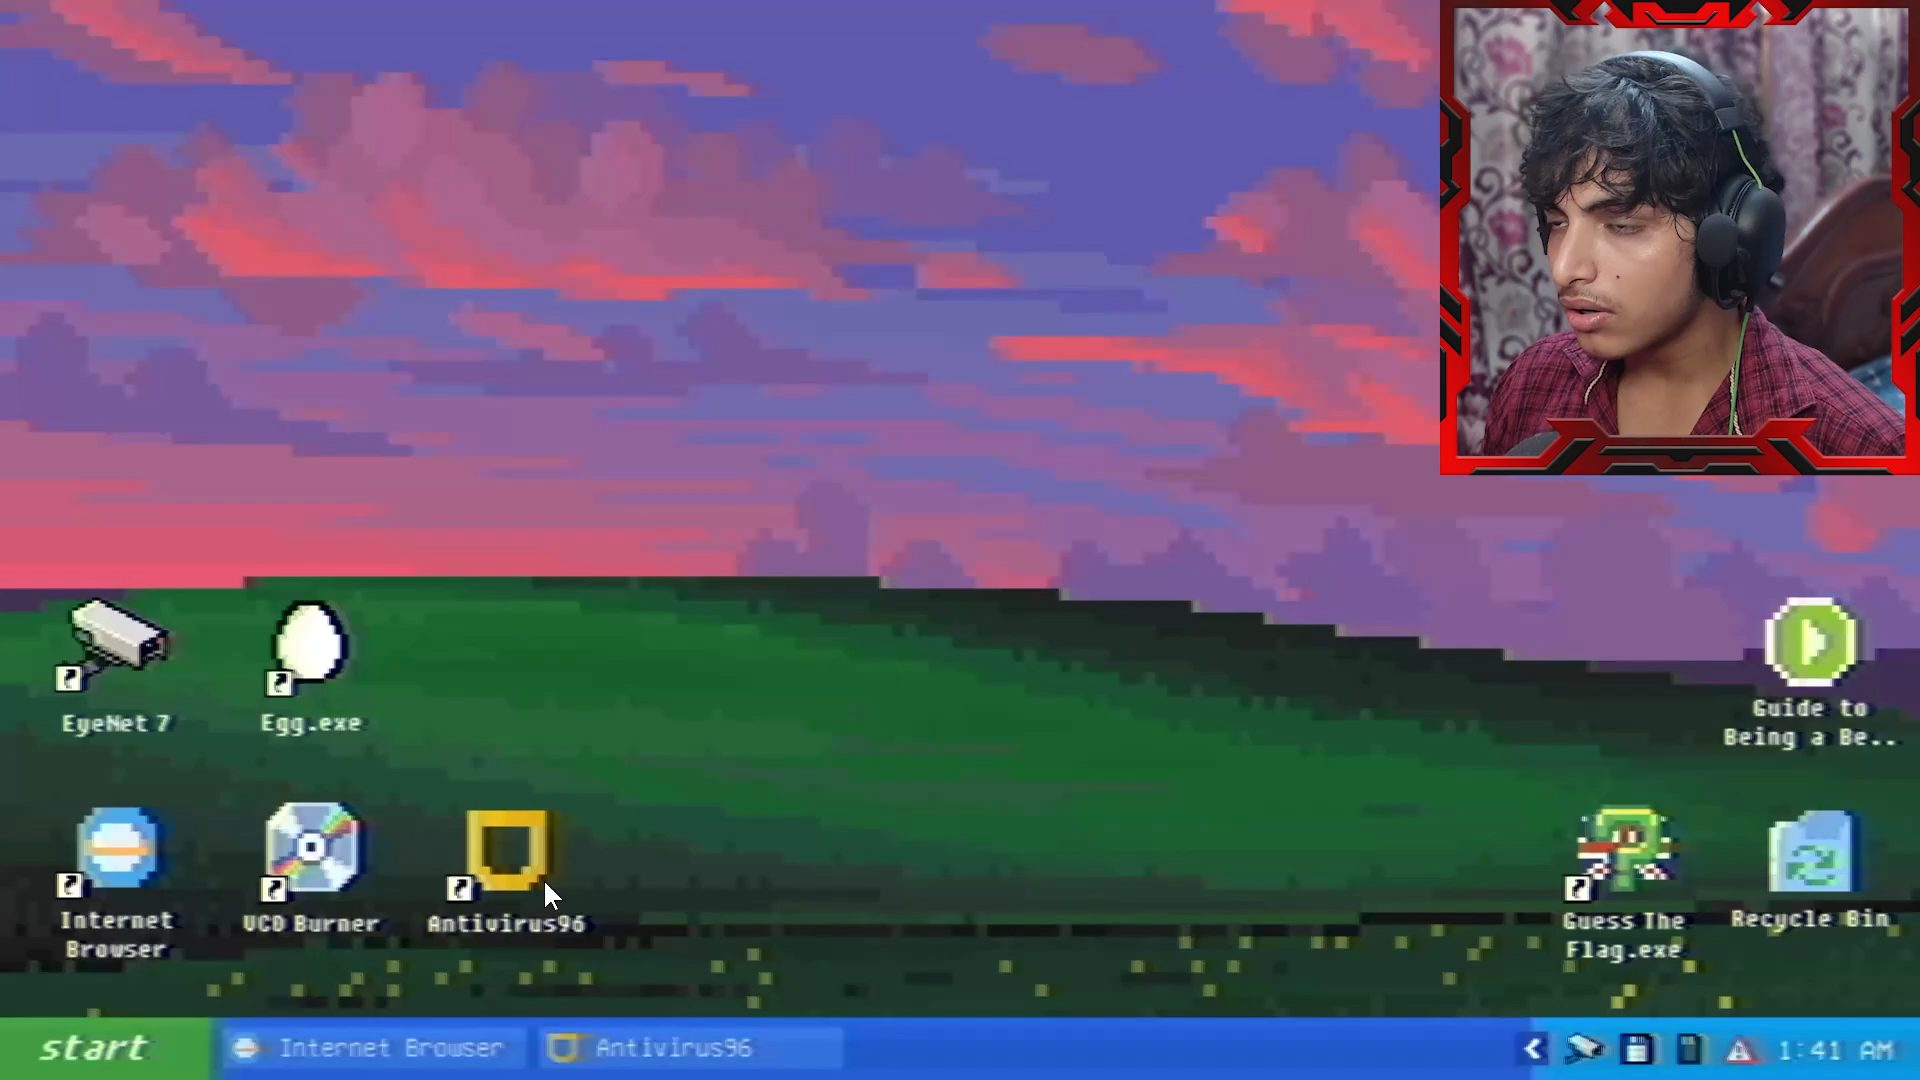 EyeNet 7
Egg.exe
Guide to
Being a Be..
Internet
Browser
VCD Burner
Antivirus96
Guess The
Flag.exe
Recycle Bin
start
Internet Browser
Antivirus96
1:41 AM